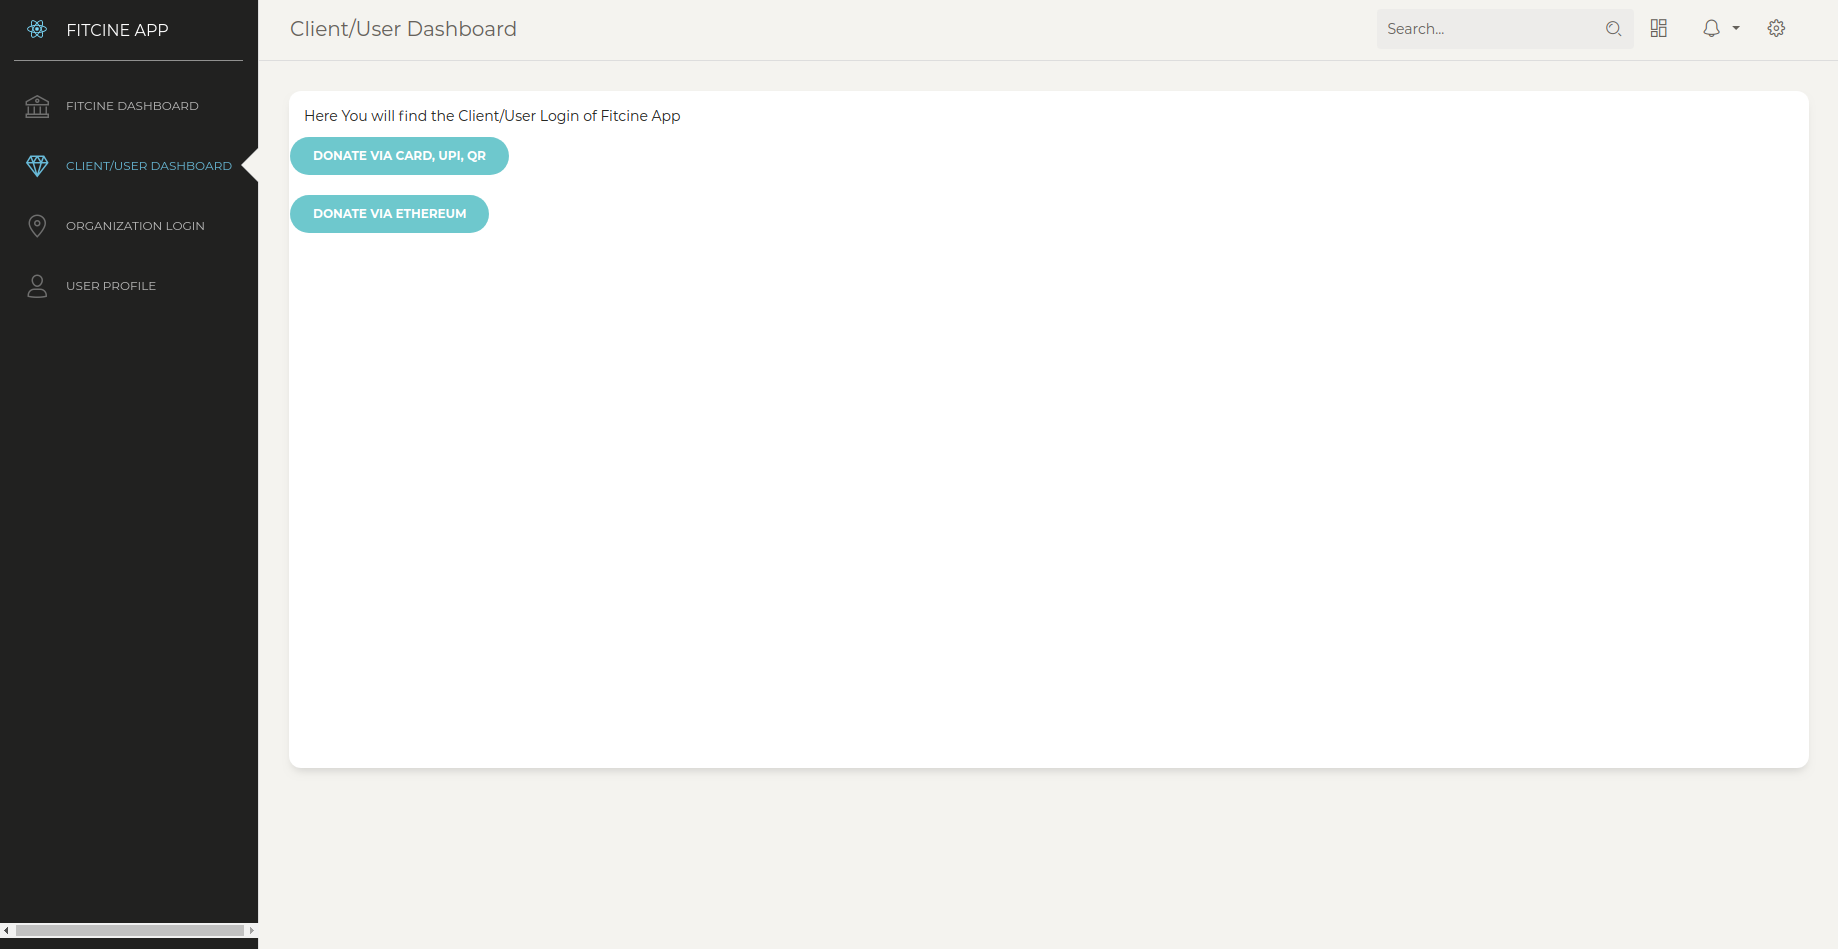 FITCINE APP
FITCINE DASHBOARD
CLIENT/USER DASHBOARD
ORGANIZATION LOGIN
USER PROFILE
Client/User Dashboard
Search...
Here You will find the Client/User Login of Fitcine App
DONATE VIA CARD, UPI, QR
DONATE VIA ETHEREUM